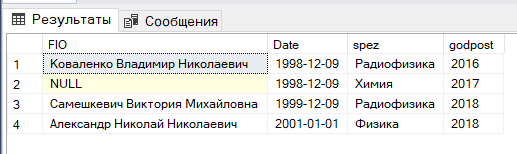 Результаты Сообщения
FIO Date spez godpost
1 Коваленко Владимир Николаевич 1998-12-09 Радиофизика 2016
2 NULL 1998-12-09 Химия 2017
3 Самешкевич Виктория Михайловна 1999-12-09 Радиофизика 2018
4 Александр Николай Николаевич 2001-01-01 Физика 2018